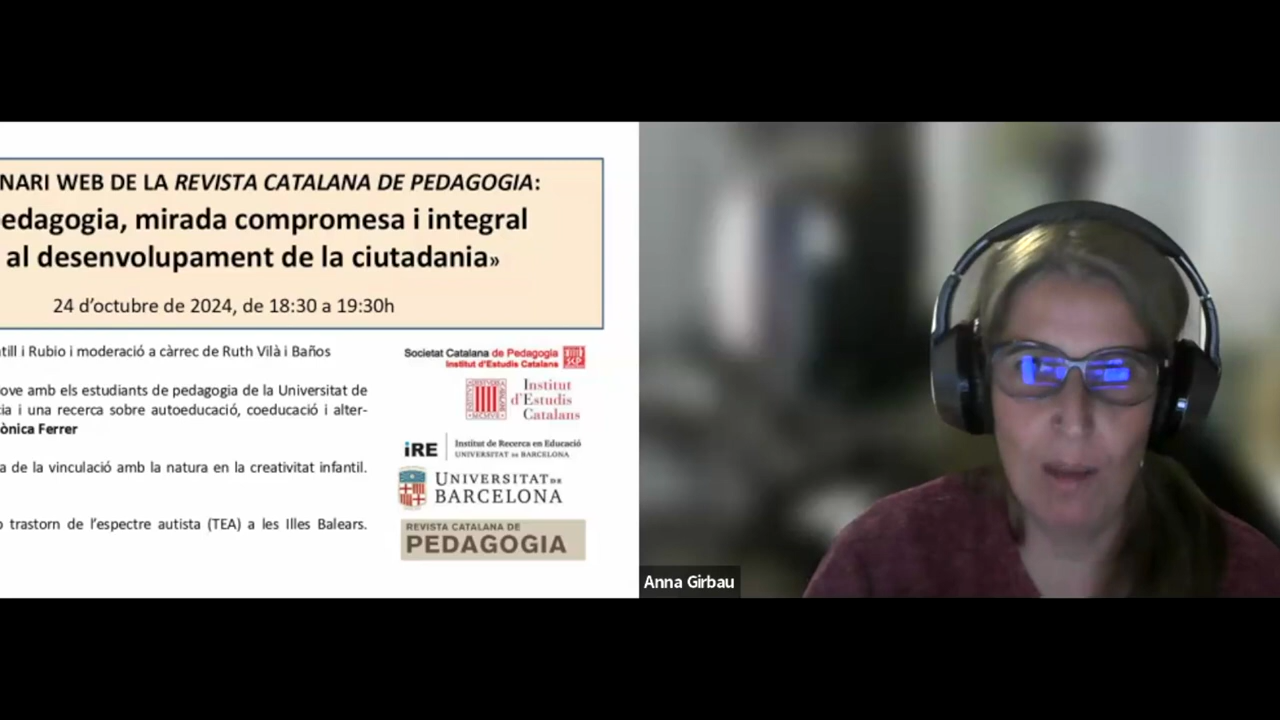 NARI WEB DE LA REVISTA CATALANA DE PEDAGOGIA:
edagogia, mirada compromesa i integral
al desenvolupament de la ciutadania»
24 d’octubre de 2024, de 18:30 a 19:30h
till i Rubio i moderació a càrrec de Ruth Vilà i Baños
ove amb els estudiants de pedagogia de la Universitat de
cia i una recerca sobre autoeducació, coeducació i alter-
ònica Ferrer
a de la vinculació amb la natura en la creativitat infantil.
b trastorn de l’espectre autista (TEA) a les Illes Balears.
Societat Catalana de Pedagogia
Institut d'Estudis Catalans
SCP
Institut
d'Estudis
Catalans
iRE
Institut de Recerca en Educació
UNIVERSITAT DE BARCELONA
UNIVERSITAT DE
BARCELONA
REVISTA CATALANA DE
PEDAGOGIA
Anna Girbau